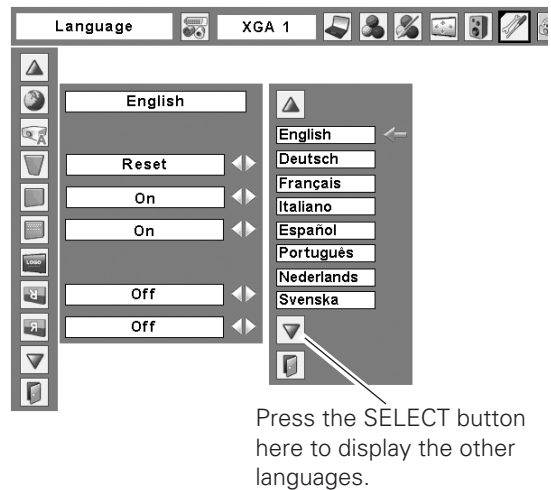 Language
XGA 1
English
Reset
On
On
LOGO
Off
Off
English
Deutsch
Français
Italiano
Español
Português
Nederlands
Svenska
Press the SELECT button
here to display the other
languages.